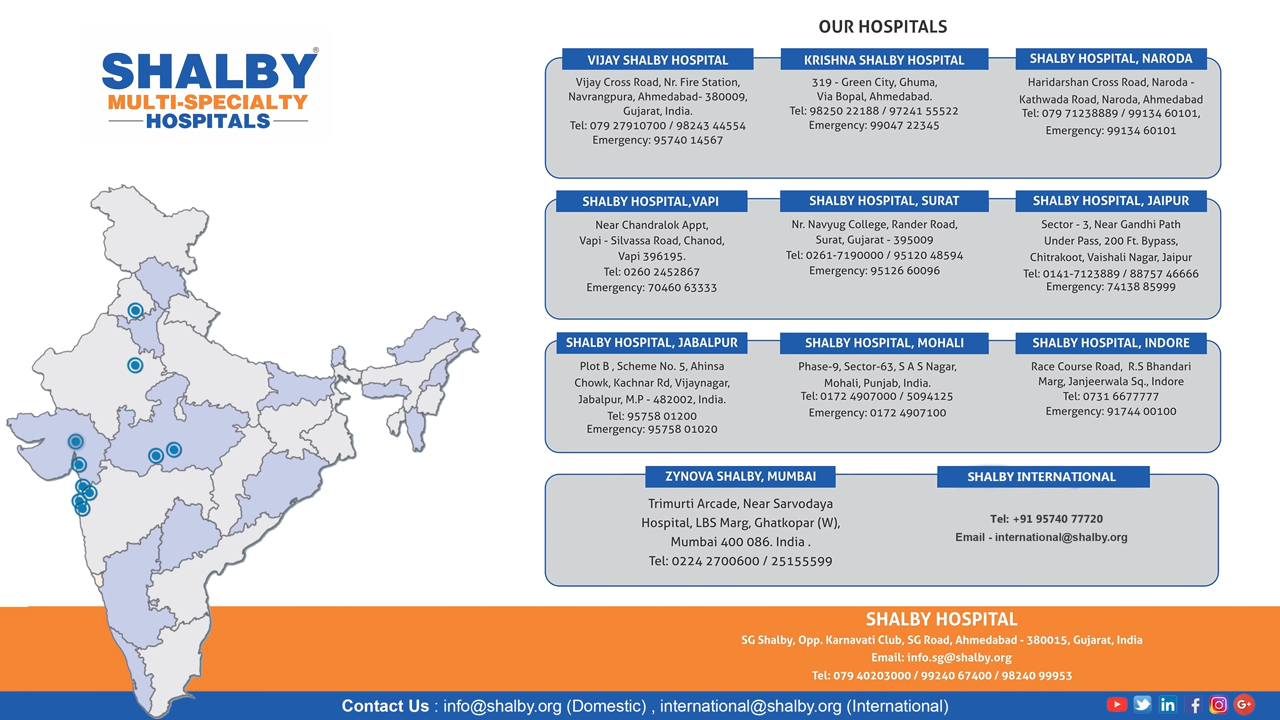 SHALBY®
MULTI-SPECIALTY
HOSPITALS
OUR HOSPITALS
VIJAY SHALBY HOSPITAL
Vijay Cross Road, Nr. Fire Station,
Navrangpura, Ahmedabad- 380009,
Gujarat, India.
Tel: 079 27910700 / 98243 44554
Emergency: 95740 14567
KRISHNA SHALBY HOSPITAL
319 - Green City, Ghuma,
Via Bopal, Ahmedabad.
Tel: 98250 22188 / 97241 55522
Emergency: 99047 22345
SHALBY HOSPITAL, NARODA
Haridarshan Cross Road, Naroda -
Kathwada Road, Naroda, Ahmedabad
Tel: 079 71238889 / 99134 60101,
Emergency: 99134 60101
SHALBY HOSPITAL,VAPI
Near Chandralok Appt,
Vapi - Silvassa Road, Chanod,
Vapi 396195.
Tel: 0260 2452867
Emergency: 70460 63333
SHALBY HOSPITAL, SURAT
Nr. Navyug College, Rander Road,
Surat, Gujarat - 395009
Tel: 0261-7190000 / 95120 48594
Emergency: 95126 60096
SHALBY HOSPITAL, JAIPUR
Sector - 3, Near Gandhi Path
Under Pass, 200 Ft. Bypass,
Chitrakoot, Vaishali Nagar, Jaipur
Tel: 0141-7123889 / 88757 46666
Emergency: 74138 85999
SHALBY HOSPITAL, JABALPUR
Plot B , Scheme No. 5, Ahinsa
Chowk, Kachnar Rd, Vijaynagar,
Jabalpur, M.P - 482002, India.
Tel: 95758 01200
Emergency: 95758 01020
SHALBY HOSPITAL, MOHALI
Phase-9, Sector-63, S A S Nagar,
Mohali, Punjab, India.
Tel: 0172 4907000 / 5094125
Emergency: 0172 4907100
SHALBY HOSPITAL, INDORE
Race Course Road, R.S Bhandari
Marg, Janjeerwala Sq., Indore
Tel: 0731 6677777
Emergency: 91744 00100
ZYNOVA SHALBY, MUMBAI
Trimurti Arcade, Near Sarvodaya
Hospital, LBS Marg, Ghatkopar (W),
Mumbai 400 086. India .
Tel: 0224 2700600 / 25155599
SHALBY INTERNATIONAL
Tel: +91 95740 77720
Email - international@shalby.org
SHALBY HOSPITAL
SG Shalby, Opp. Karnavati Club, SG Road, Ahmedabad - 380015, Gujarat, India
Email: info.sg@shalby.org
Tel: 079 40203000 / 99240 67400 / 98240 99953
Contact Us : info@shalby.org (Domestic) , international@shalby.org (International)